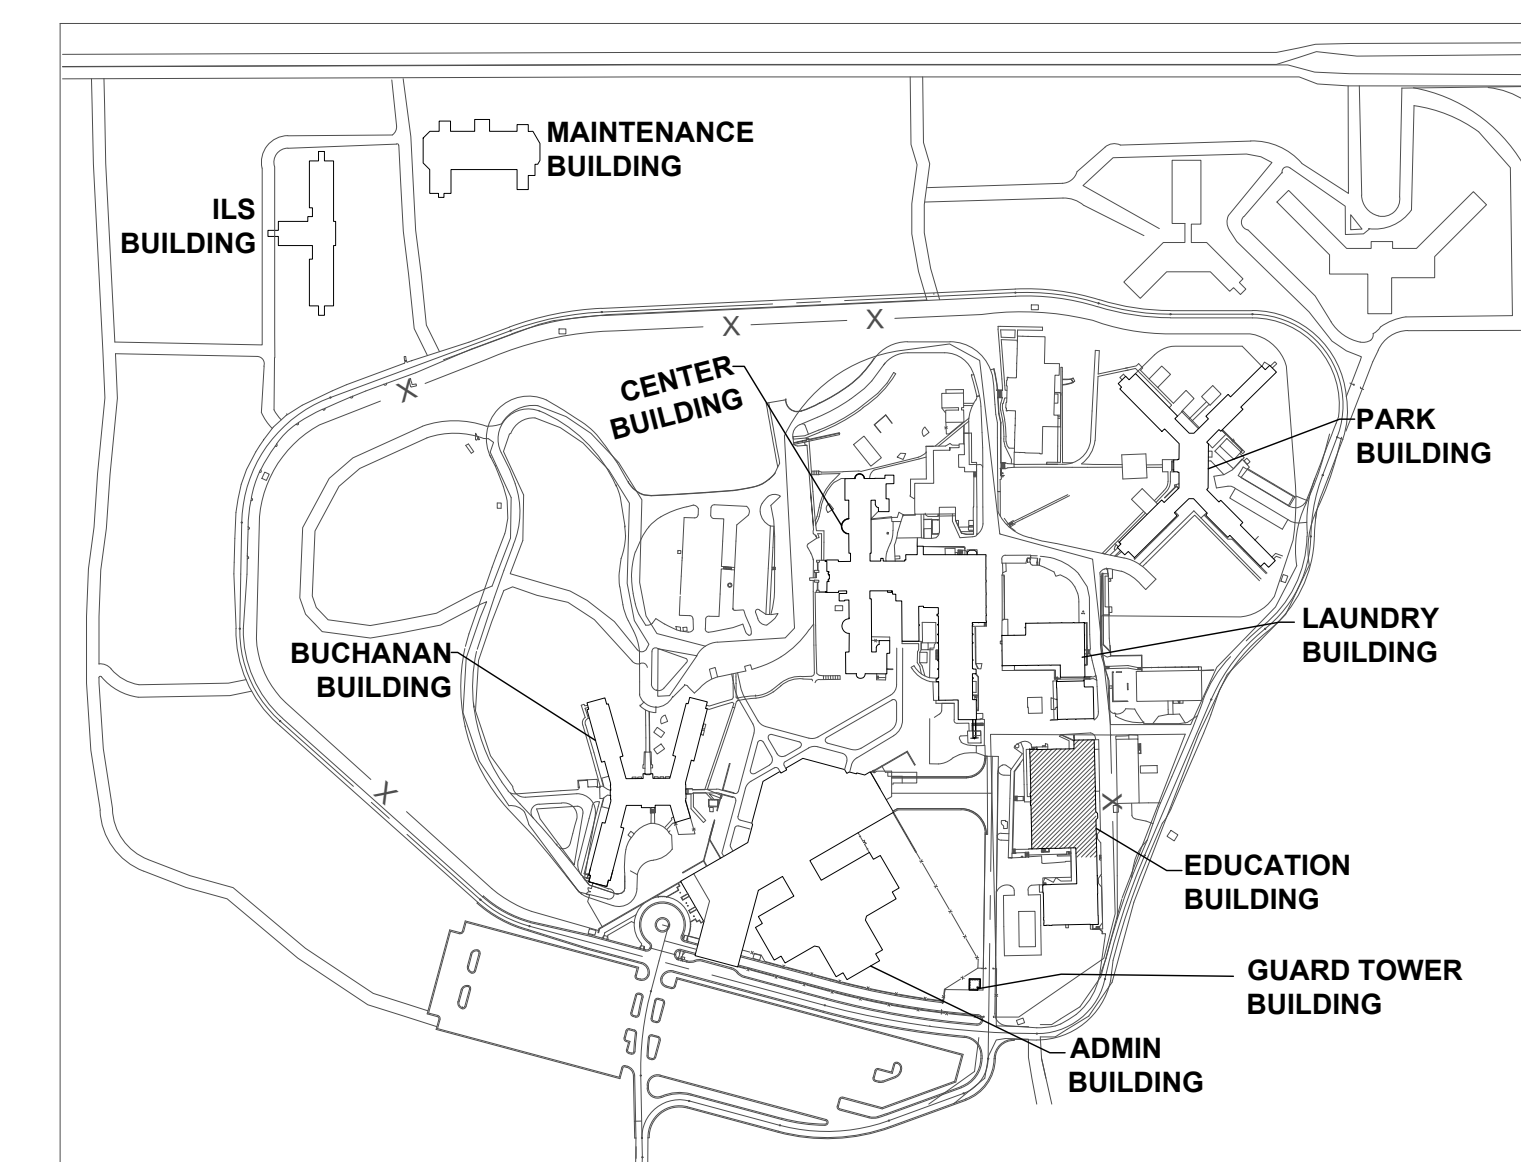 MAINTENANCE
BUILDING
ILS
BUILDING
X
X
X
CENTER
BUILDING
PARK
BUILDING
LAUNDRY
BUILDING
BUCHANAN
BUILDING
X
X
EDUCATION
BUILDING
GUARD TOWER
BUILDING
ADMIN
BUILDING